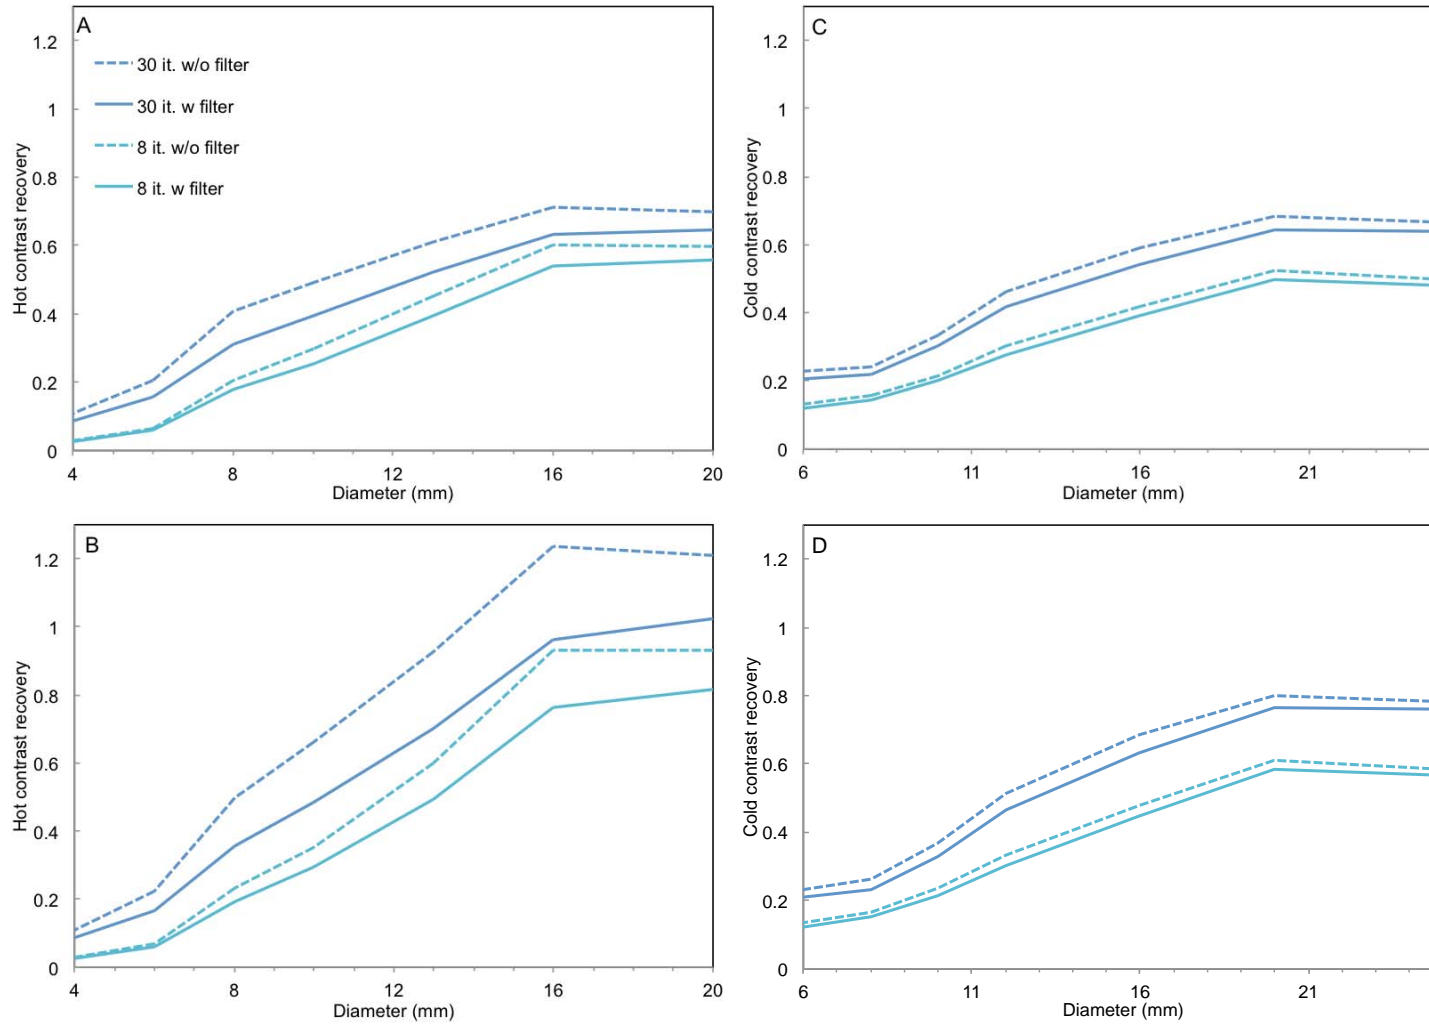 A
1.2
1
0.8
0.6
0.4
0.2
0
Hot contrast recovery
30 it. w/o filter
30 it. w filter
8 it. w/o filter
8 it. w filter
4 8 12 16 20
Diameter (mm)
C
1.2
1
0.8
0.6
0.4
0.2
0
Cold contrast recovery
6 11 16 21
Diameter (mm)
B
1.2
1
0.8
0.6
0.4
0.2
0
Hot contrast recovery
4 8 12 16 20
Diameter (mm)
D
1.2
1
0.8
0.6
0.4
0.2
0
Cold contrast recovery
6 11 16 21
Diameter (mm)